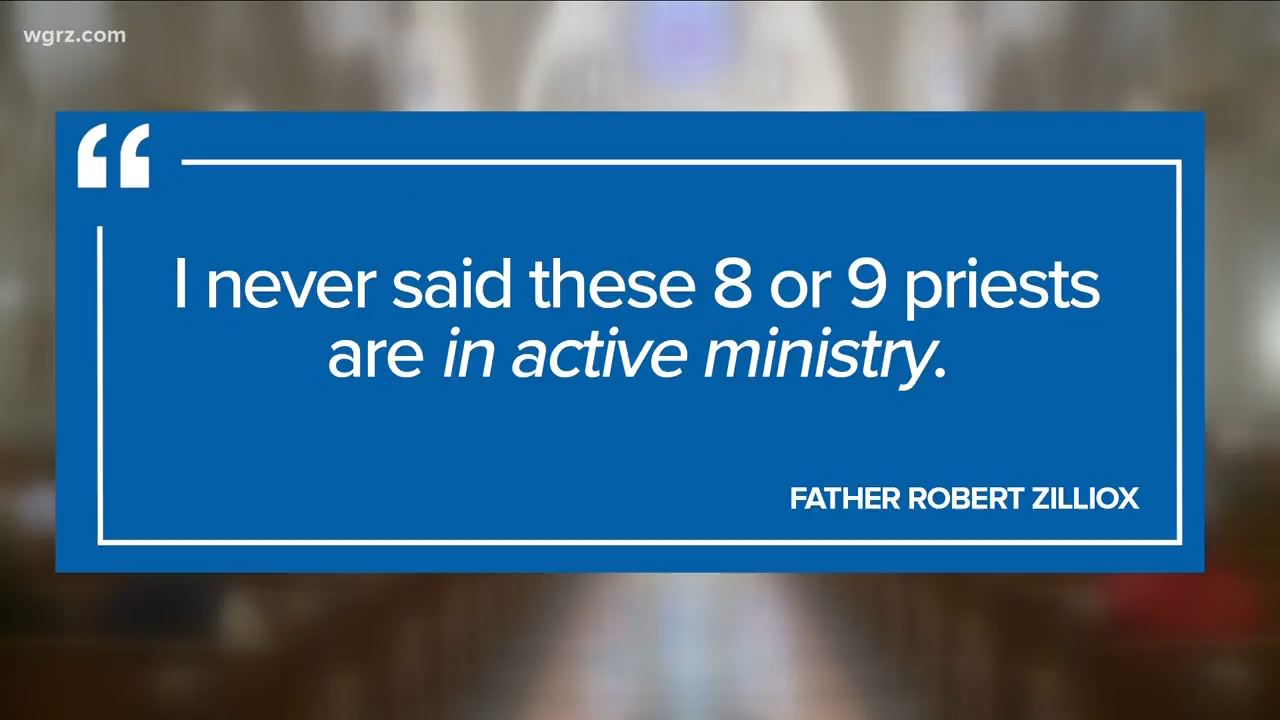 wgrz.com
“
I never said these 8 or 9 priests
are in active ministry.
FATHER ROBERT ZILLIOX